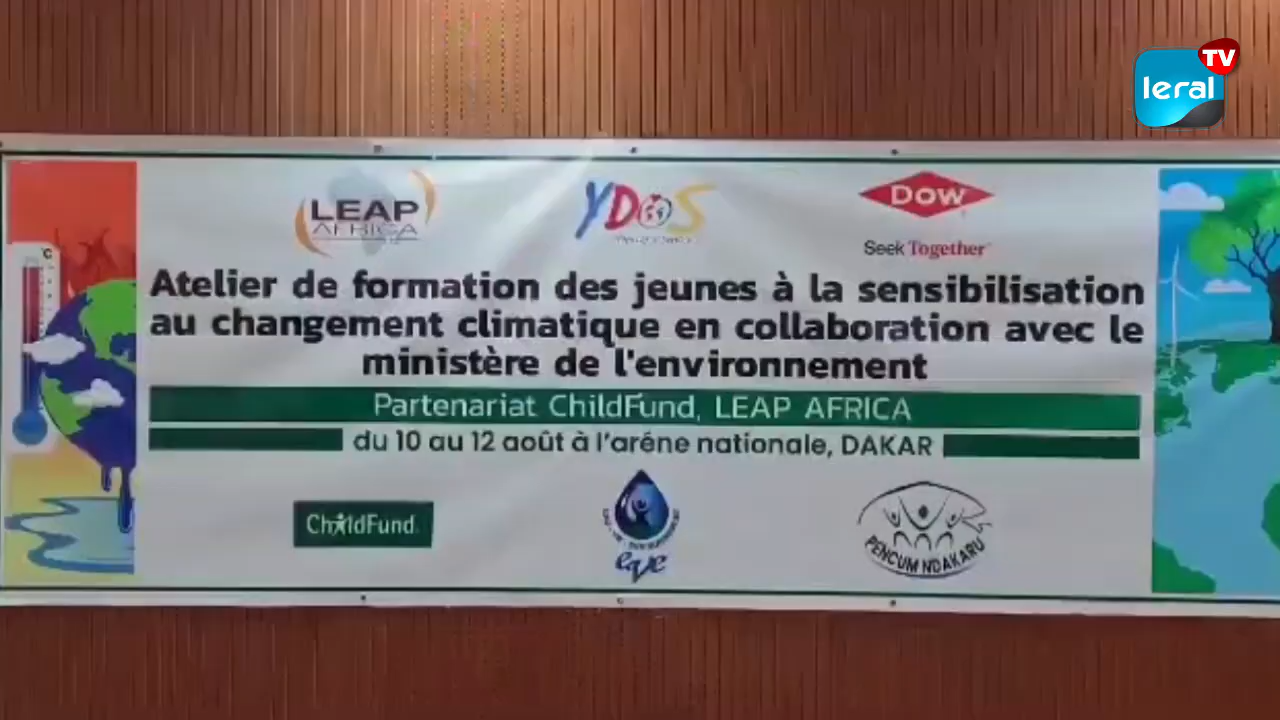 TV
leral
LEAP
AFRICA
YDOS
DOW
Seek Together
Atelier de formation des jeunes à la sensibilisation
au changement climatique en collaboration avec le
ministère de l'environnement
Partenariat ChildFund, LEAP AFRICA
du 10 au 12 août à l'aréne nationale, DAKAR
ChildFund
eve
PENCUM NDAKARU